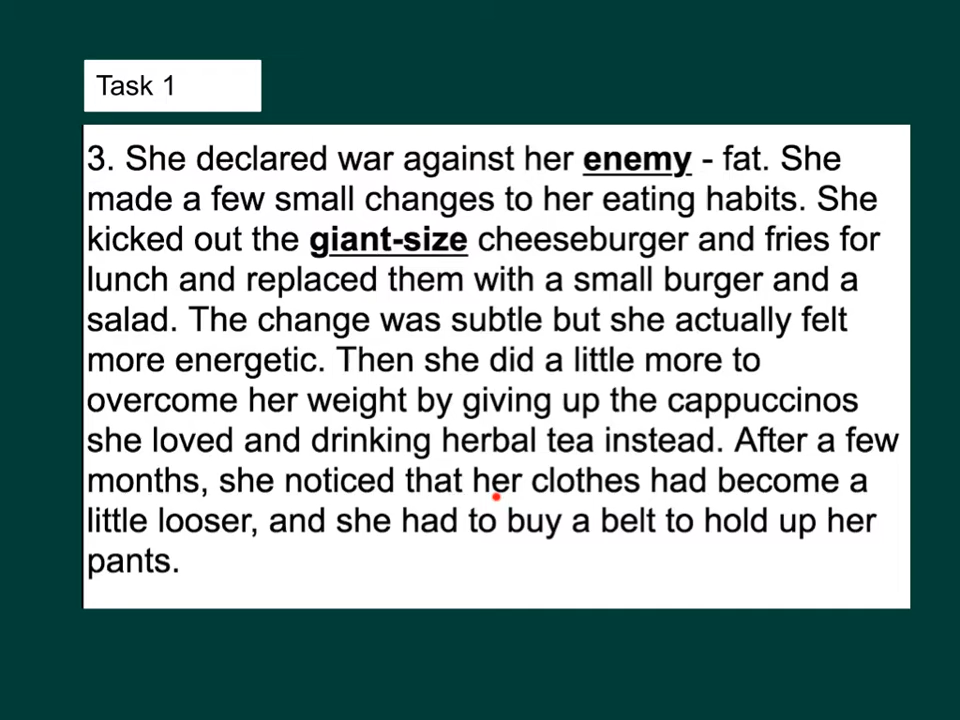 Task 1
3. She declared war against her enemy - fat. She
made a few small changes to her eating habits. She
kicked out the giant-size cheeseburger and fries for
lunch and replaced them with a small burger and a
salad. The change was subtle but she actually felt
more energetic. Then she did a little more to
overcome her weight by giving up the cappuccinos
she loved and drinking herbal tea instead. After a few
months, she noticed that her clothes had become a
little looser, and she had to buy a belt to hold up her
pants.